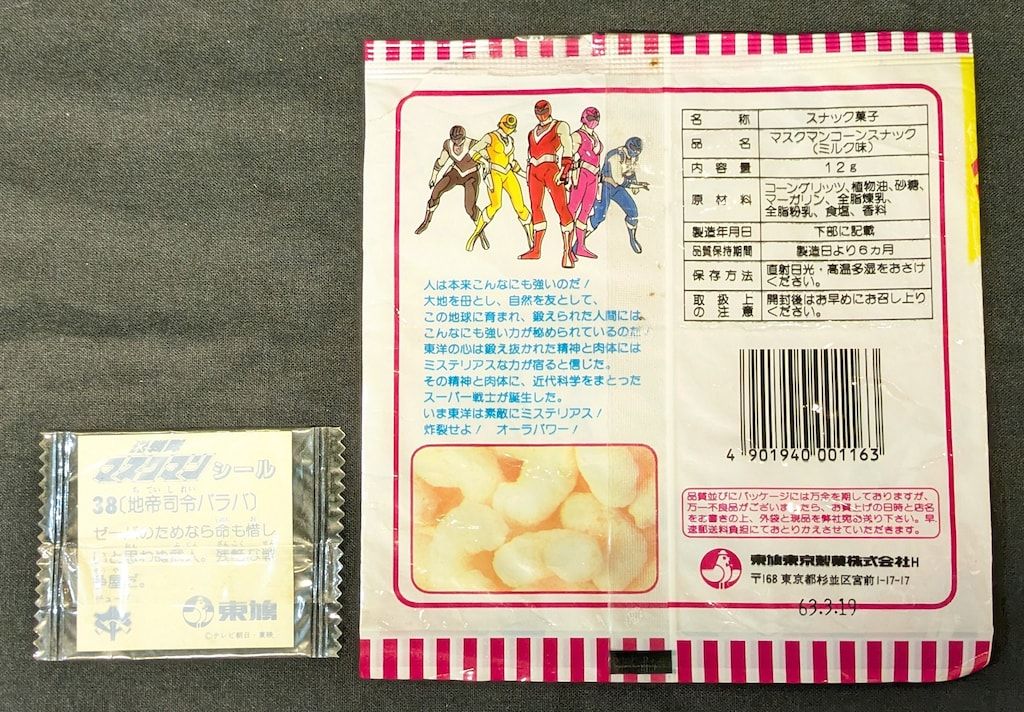 光戦隊
マスクマン シール
38〔地帝司令バラバ〕
ちていしれい
ゼーバのためなら命も惜し
いと思わぬ武人。残酷な戦
争屋だ。
東鳩
©テレビ朝日・東映
人は本来こんなにも強いのだ!
大地を母とし、自然を友として、
この地球に育まれ、鍛えられた人間には
こんなにも強い力が秘められているのだ!
東洋の心は鍛え抜かれた精神と肉体には
ミステリアスな力が宿ると信じた。
その精神と肉体に、近代科学をまとった
スーパー戦士が誕生した。
いま東洋は素敵にミステリアス!
炸裂せよ! オーラパワー!
名称 スナック菓子
品名 マスクマンコーンスナック
(ミルク味)
内容量 12g
原材料 コーングリッツ、植物油、砂糖、
マーガリン、全脂煉乳、
全脂粉乳、食塩、香料
製造年月日 下部に記載
品質保持期間 製造日より6ヵ月
保存方法 直射日光・高温多湿をおさけ
ください。
取扱上の注意 開封後はお早めにお召し上り
ください。
4 901940 001163
品質並びにパッケージには万全を期しておりますが、
万一不良品がございましたら、お買上げの日時と店名
をお書きの上、外袋と現品を弊社宛お送り下さい。早
速郵送料負担にておとりかえさせていただきます。
東鳩東京製菓株式会社H
〒168 東京都杉並区宮前1-17-17
63.3.19